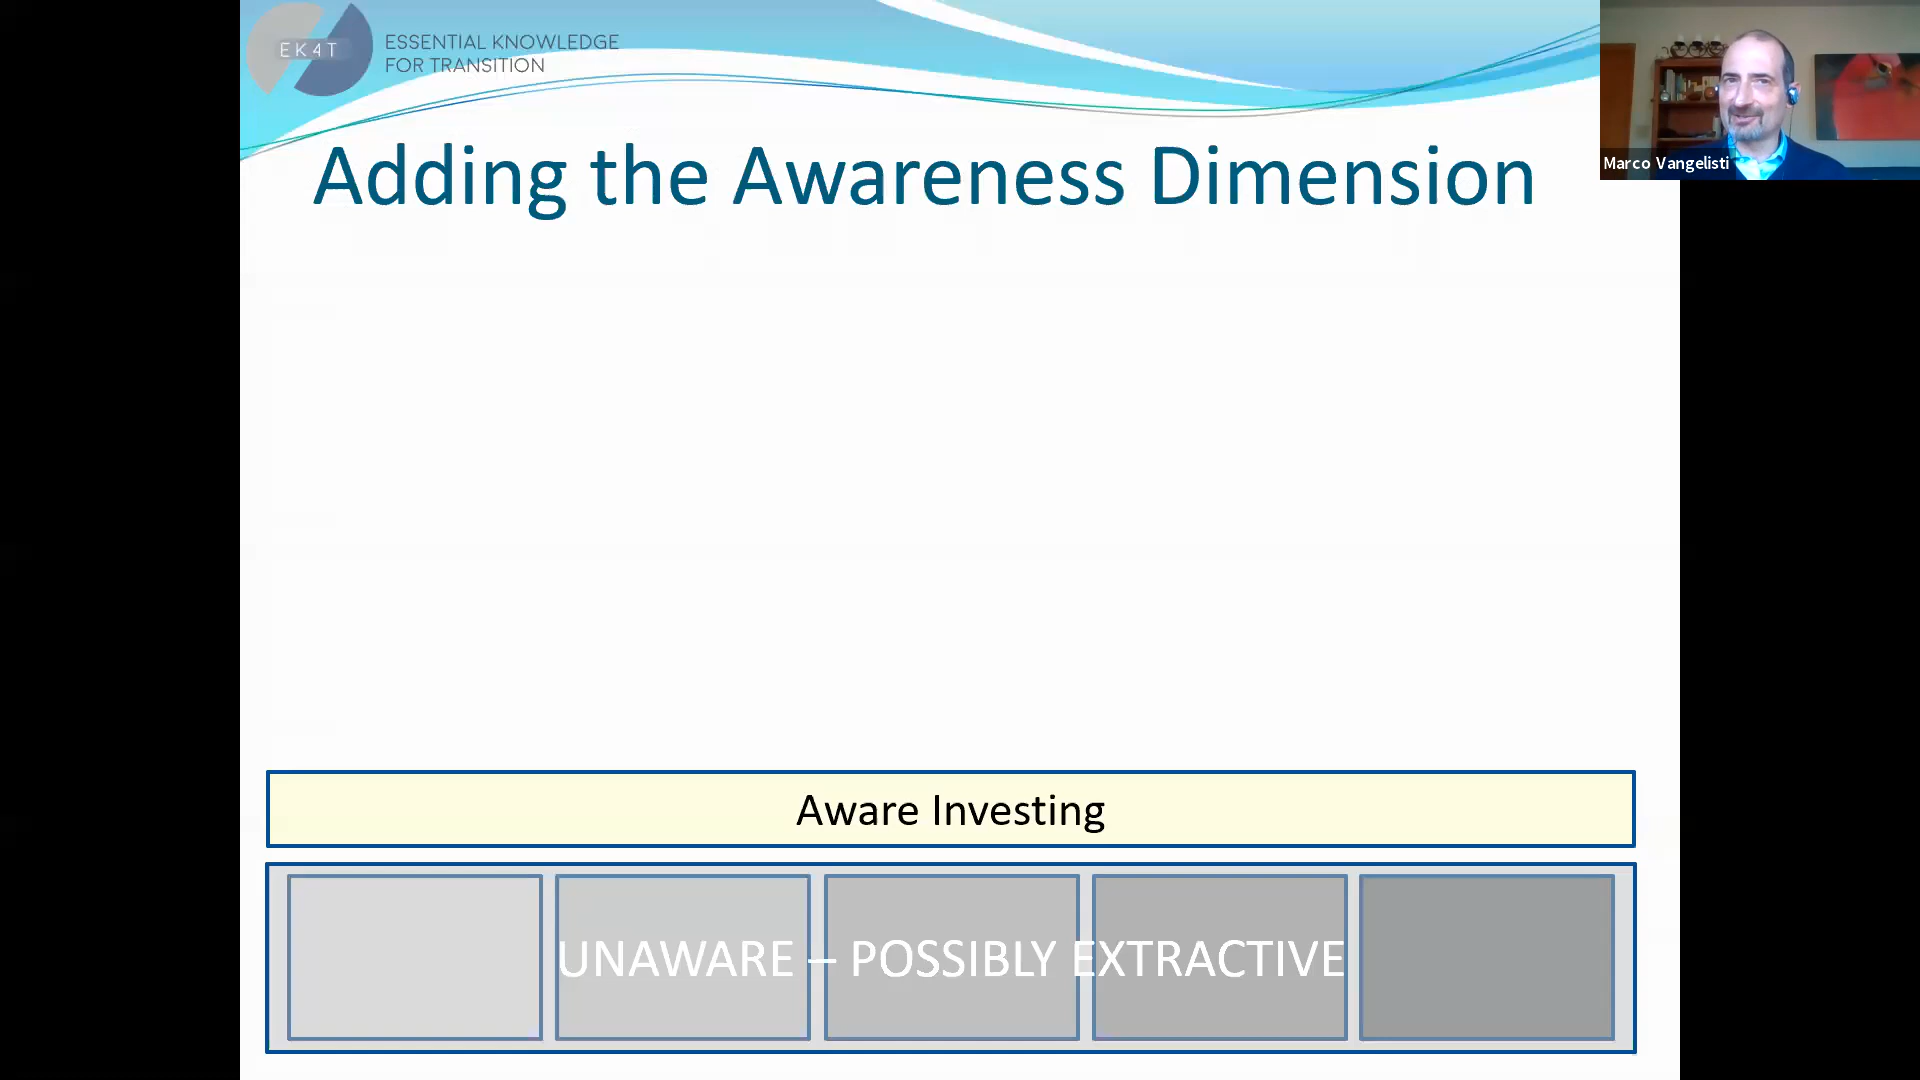 EK4T
ESSENTIAL KNOWLEDGE
FOR TRANSITION
Marco Vangelisti
Adding the Awareness Dimension
Aware Investing
UNAWARE – POSSIBLY EXTRACTIVE